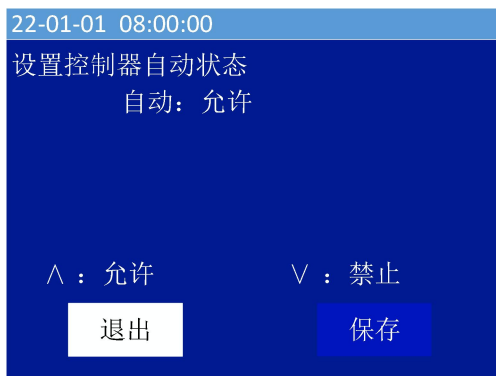 22-01-01 08:00:00
设置控制器自动状态
自动：允许
∧ ：允许 ∨ ：禁止
退出 保存